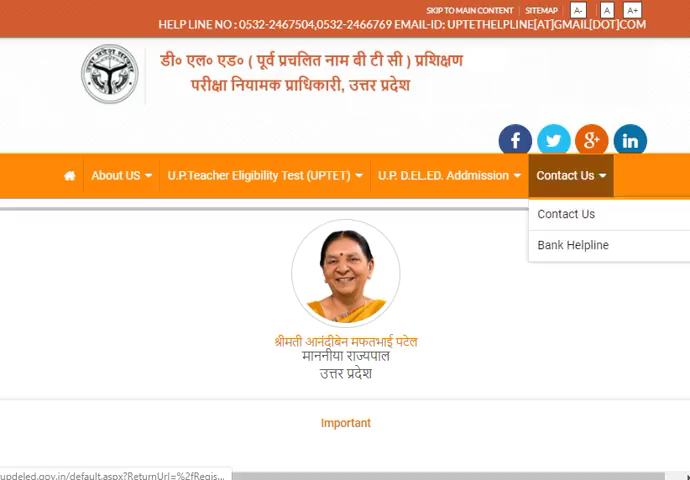 SKIP TO MAIN CONTENT | SITEMAP A- A A+
HELP LINE NO : 0532-2467504,0532-2466769 EMAIL-ID: UPTETHELPLINE[AT]GMAIL[DOT]COM
डी० एल० एड० ( पूर्व प्रचलित नाम बी टी सी ) प्रशिक्षण
परीक्षा नियामक प्राधिकारी, उत्तर प्रदेश
About US U.P.Teacher Eligibility Test (UPTET) U.P. D.EL.ED. Addmission Contact Us
Contact Us
Bank Helpline
श्रीमती आनंदीबेन मफतभाई पटेल
माननीया राज्यपाल
उत्तर प्रदेश
Important
updeled.gov.in/default.aspx?ReturnUrl=%2fRegis...